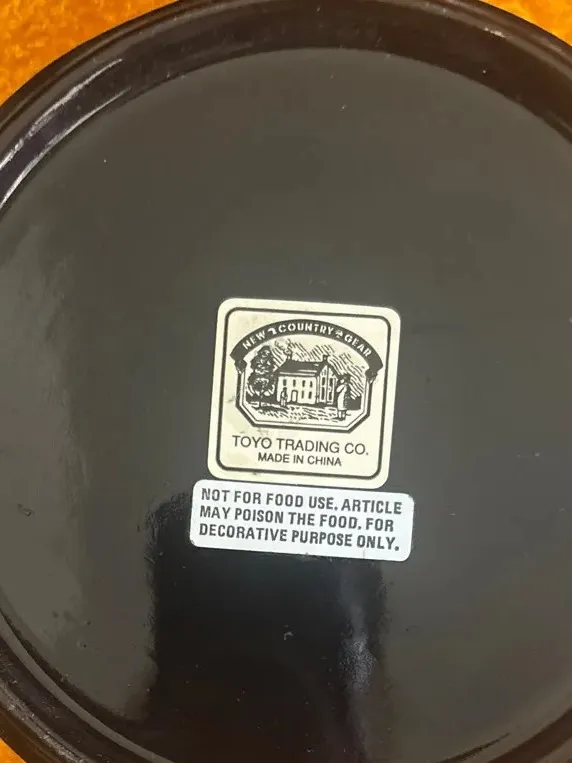 NEW COUNTRY GEAR
TOYO TRADING CO.
MADE IN CHINA
NOT FOR FOOD USE. ARTICLE
MAY POISON THE FOOD. FOR
DECORATIVE PURPOSE ONLY.